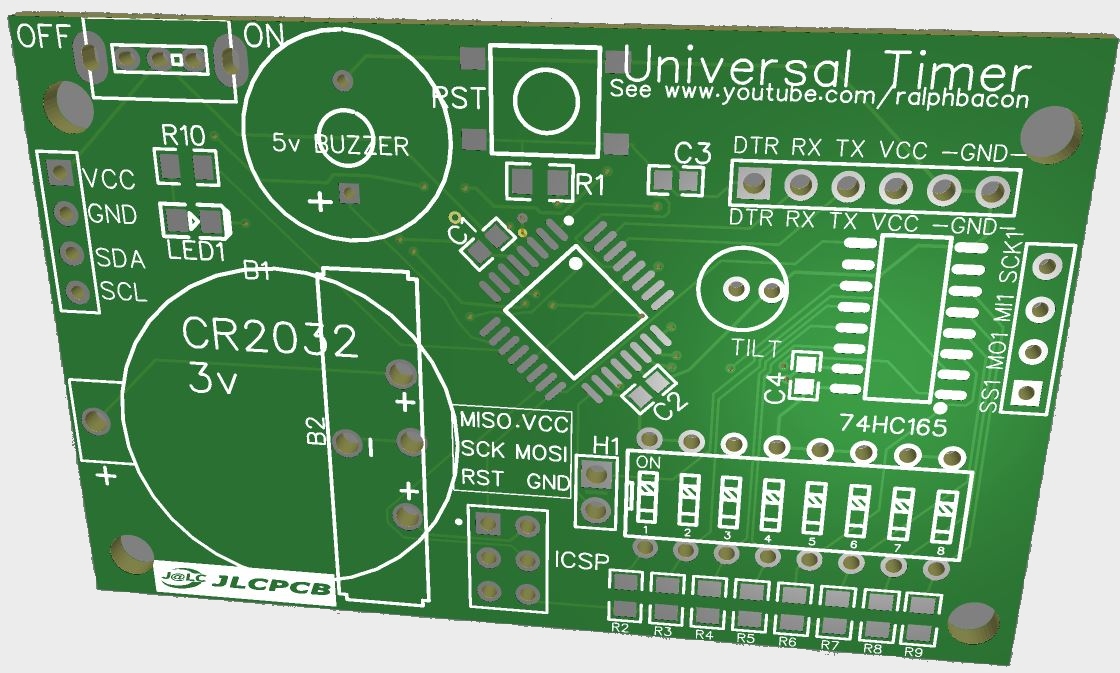 OFF
ON
Universal Timer
See www.youtube.com/ralphbacon
RST
R10
5v BUZZER
+
R1
C3
DTR RX TX VCC -GND-
DTR RX TX VCC -GND-
VCC
GND
SDA
SCL
LED1
C1
B1
CR2032
3v
B2
+
-
+
+
TILT
C4
C2
SS1 MO1 MI1 SCK1
74HC165
MISO.VCC
SCK MOSI
RST GND
H1
ON
1 2 3 4 5 6 7 8
ICSP
J@LC JLCPCB
R2 R3 R4 R5 R6 R7 R8 R9